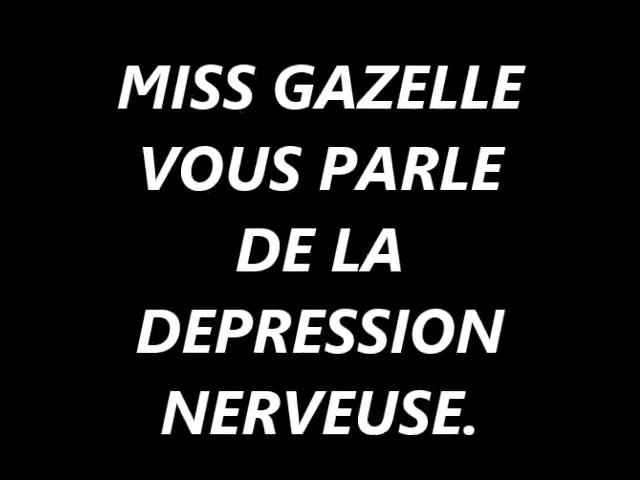 MISS GAZELLE
VOUS PARLE
DE LA
DEPRESSION
NERVEUSE.